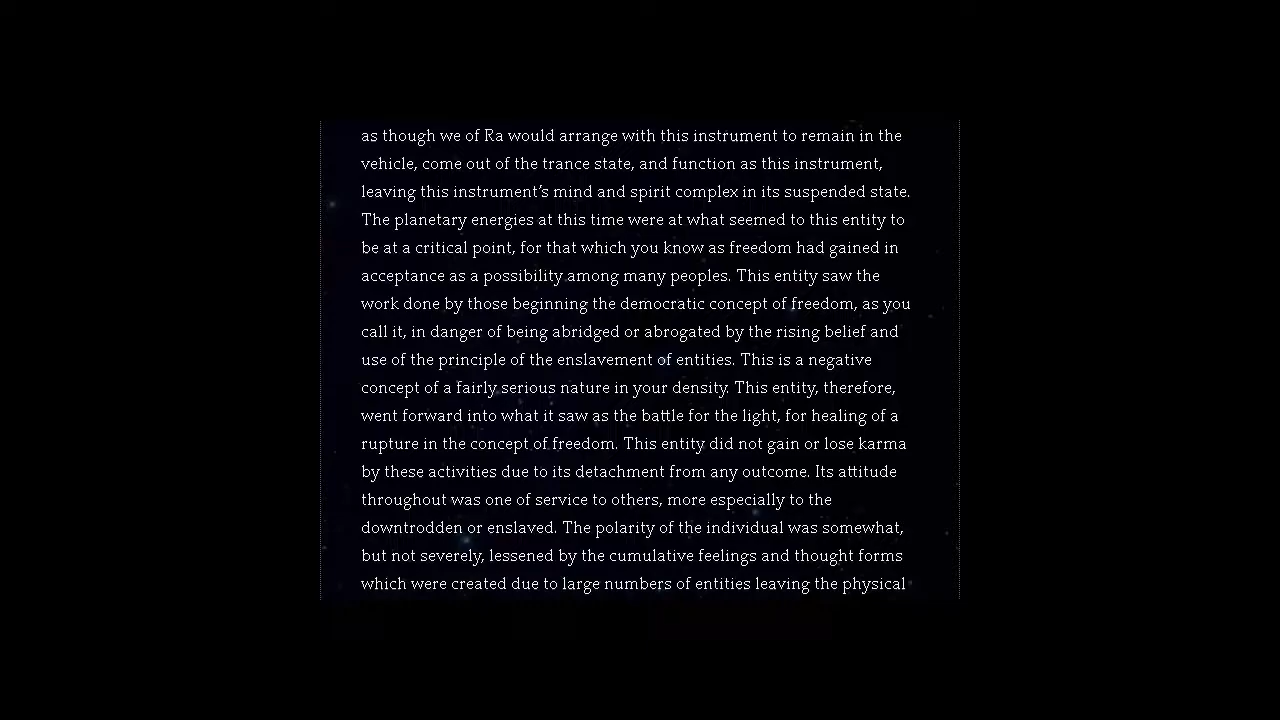 as though we of Ra would arrange with this instrument to remain in the
vehicle, come out of the trance state, and function as this instrument,
leaving this instrument’s mind and spirit complex in its suspended state.
The planetary energies at this time were at what seemed to this entity to
be at a critical point, for that which you know as freedom had gained in
acceptance as a possibility among many peoples. This entity saw the
work done by those beginning the democratic concept of freedom, as you
call it, in danger of being abridged or abrogated by the rising belief and
use of the principle of the enslavement of entities. This is a negative
concept of a fairly serious nature in your density. This entity, therefore,
went forward into what it saw as the battle for the light, for healing of a
rupture in the concept of freedom. This entity did not gain or lose karma
by these activities due to its detachment from any outcome. Its attitude
throughout was one of service to others, more especially to the
downtrodden or enslaved. The polarity of the individual was somewhat,
but not severely, lessened by the cumulative feelings and thought forms
which were created due to large numbers of entities leaving the physical